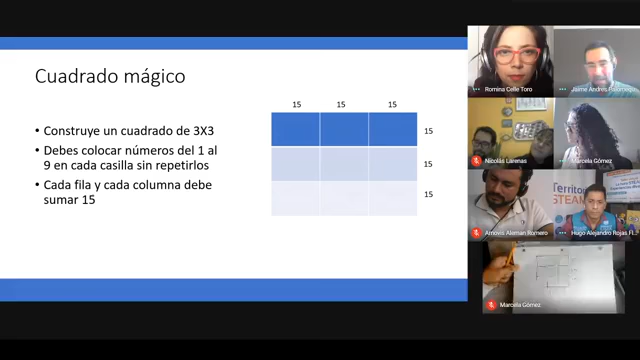 Cuadrado mágico
• Construye un cuadrado de 3X3
• Debes colocar números del 1 al
9 en cada casilla sin repetirlos
• Cada fila y cada columna debe
sumar 15
15 15 15
15
15
15
Romina Celle Toro
Jaime Andrés
Nicolás Larenas
Marcela Gómez
Territor
STEAM
Amovis Aleman Romero
Hugo Alejandro Rojas Fl...
Marcela Gómez